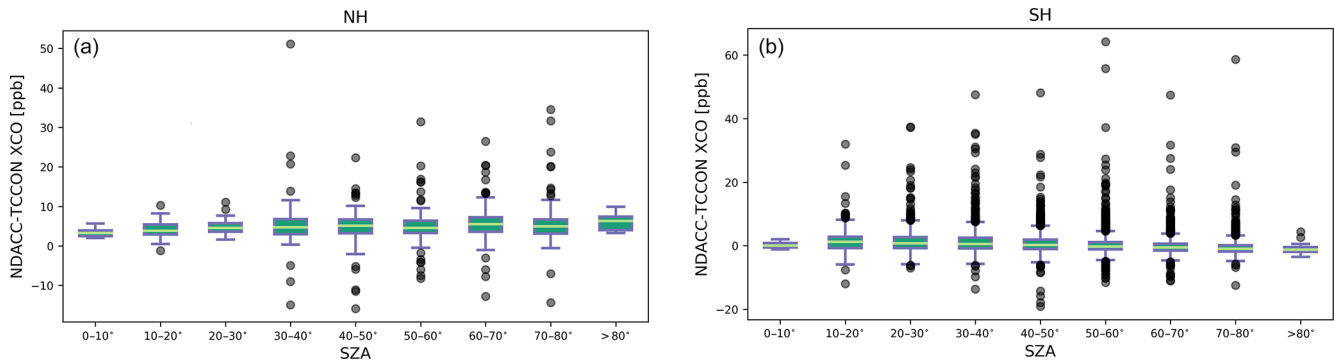 NH
(a)
NDACC-TCCON XCO [ppb]
50
40
30
20
10
0
−10
0–10° 10–20° 20–30° 30–40° 40–50° 50–60° 60–70° 70–80° >80°
SZA
SH
(b)
NDACC-TCCON XCO [ppb]
60
40
20
0
−20
0–10° 10–20° 20–30° 30–40° 40–50° 50–60° 60–70° 70–80° >80°
SZA